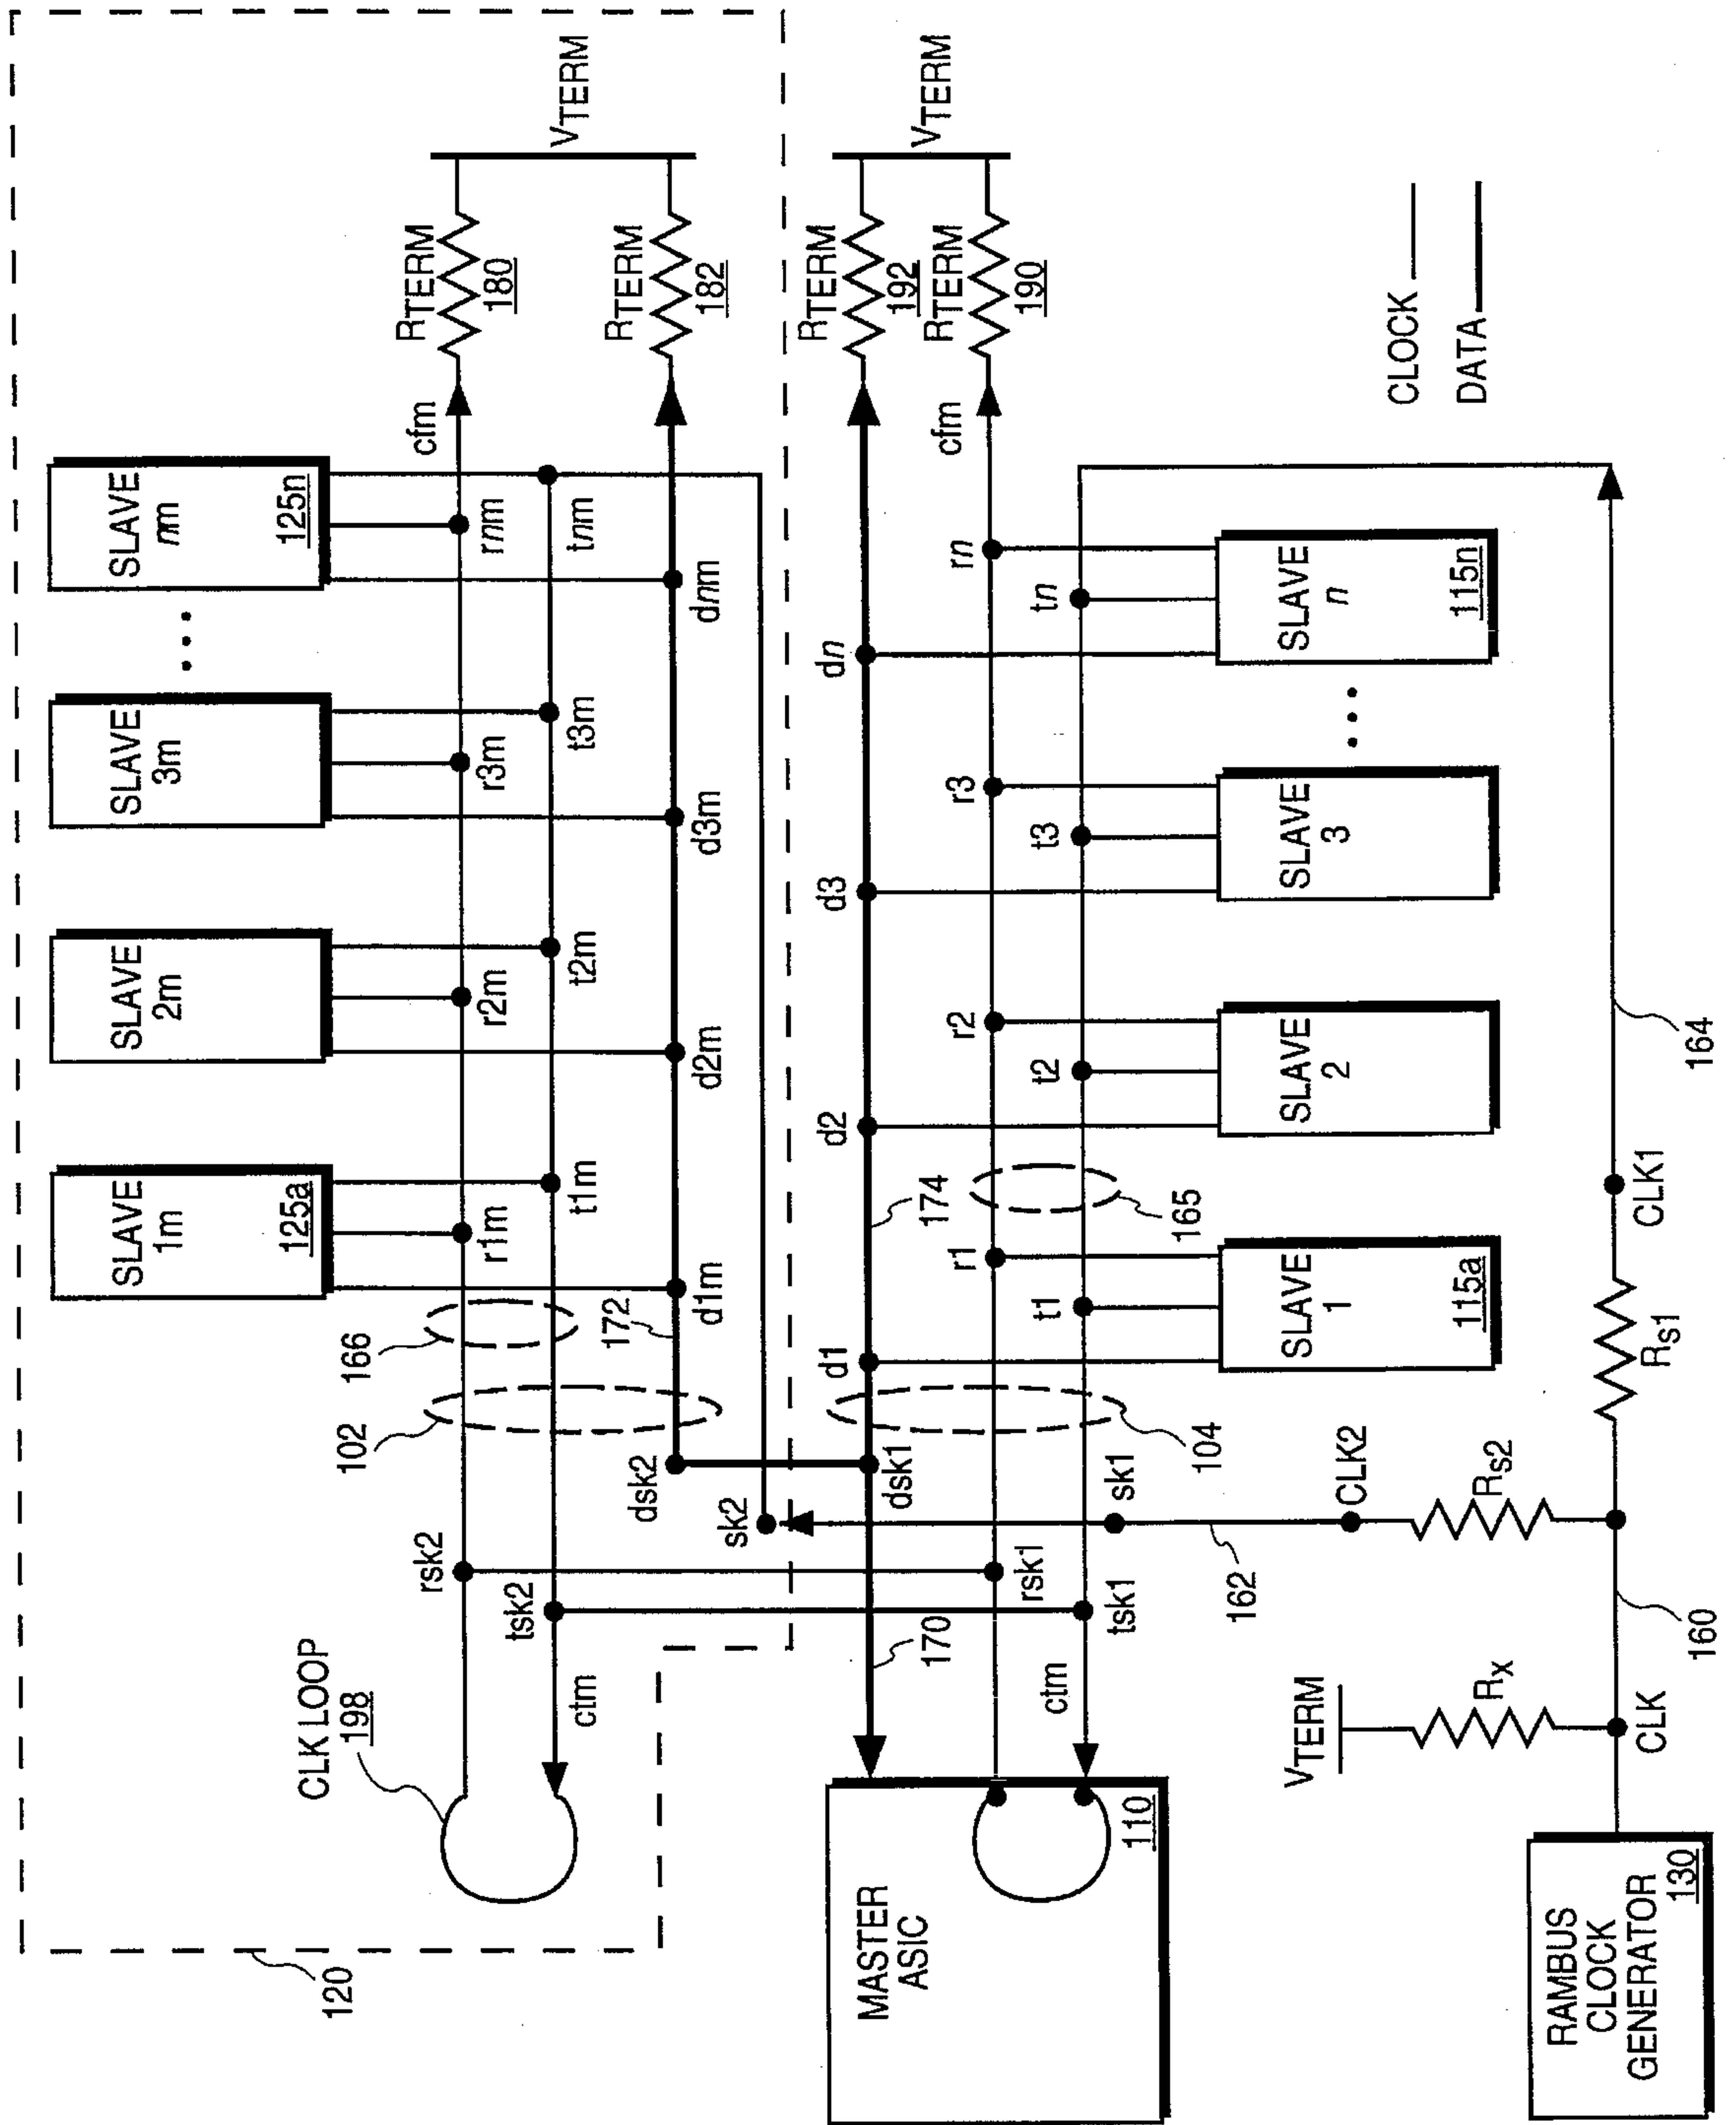 SLAVE
1m
125a
SLAVE
2m
SLAVE
3m
...
SLAVE
nm
125n
CLK LOOP
198
rsk2
166
r1m
r2m
r3m
rnm
cfm
RTERM
180
VTERM
102
tsk2
ctm
t1m
t2m
t3m
tnm
172
dsk2
d1m
d2m
d3m
dnm
RTERM
182
sk2
120
170
dsk1
d1
174
d2
d3
dn
RTERM
192
VTERM
MASTER
ASIC
110
rsk1
r1
r2
r3
rn
cfm
RTERM
190
ctm
tsk1
sk1
104
t1
165
t2
t3
tn
SLAVE
1
115a
SLAVE
2
SLAVE
3
...
SLAVE
n
115n
VTERM
Rx
162
CLK2
Rs2
CLOCK
DATA
RAMBUS
CLOCK
GENERATOR
130
CLK
160
Rs1
CLK1
164